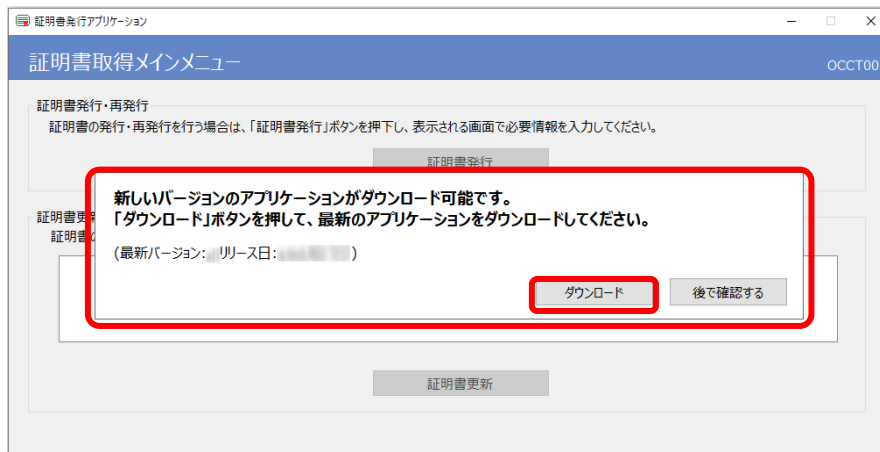 証明書発行アプリケーション
証明書取得メインメニュー
OCCT00
証明書発行・再発行
証明書の発行・再発行を行う場合は、「証明書発行」ボタンを押下し、表示される画面で必要情報を入力してください。
証明書発行
新しいバージョンのアプリケーションがダウンロード可能です。
「ダウンロード」ボタンを押して、最新のアプリケーションをダウンロードしてください。
証明書更新
証明書の
(最新バージョン: リリース日: )
ダウンロード 後で確認する
証明書更新